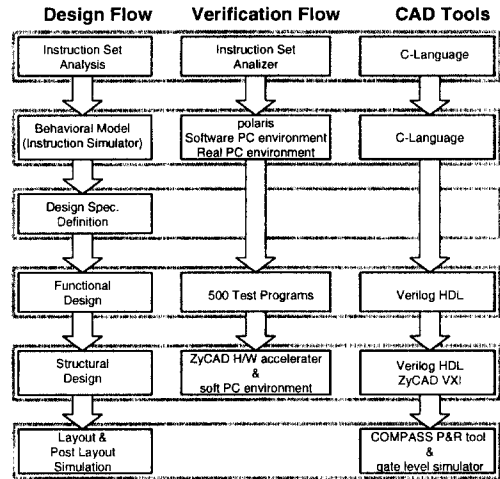 Design Flow Verification Flow CAD Tools
Instruction Set
Analysis
Instruction Set
Analizer
C-Language
Behavioral Model
(Instruction Simulator)
polaris
Software PC environment
Real PC environment
C-Language
Design Spec.
Definition
Functional
Design
500 Test Programs
Verilog HDL
Structural
Design
ZyCAD H/W accelerater
&
soft PC environment
Verilog HDL
ZyCAD VXI
Layout &
Post Layout
Simulation
COMPASS P&R tool
&
gate level simulator